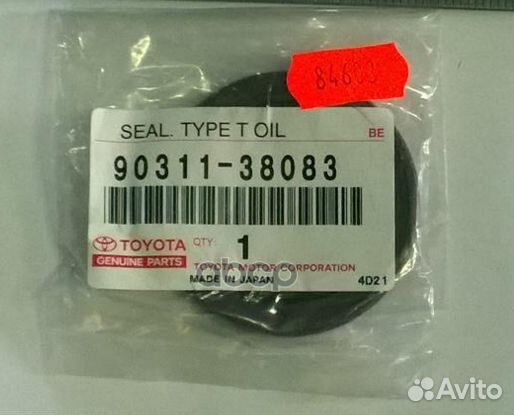 SEAL. TYPE T OIL
BE
90311-38083
TOYOTA
GENUINE PARTS
QTY:
1
TOYOTA MOTOR CORPORATION
MADE IN JAPAN
4D21
Avito